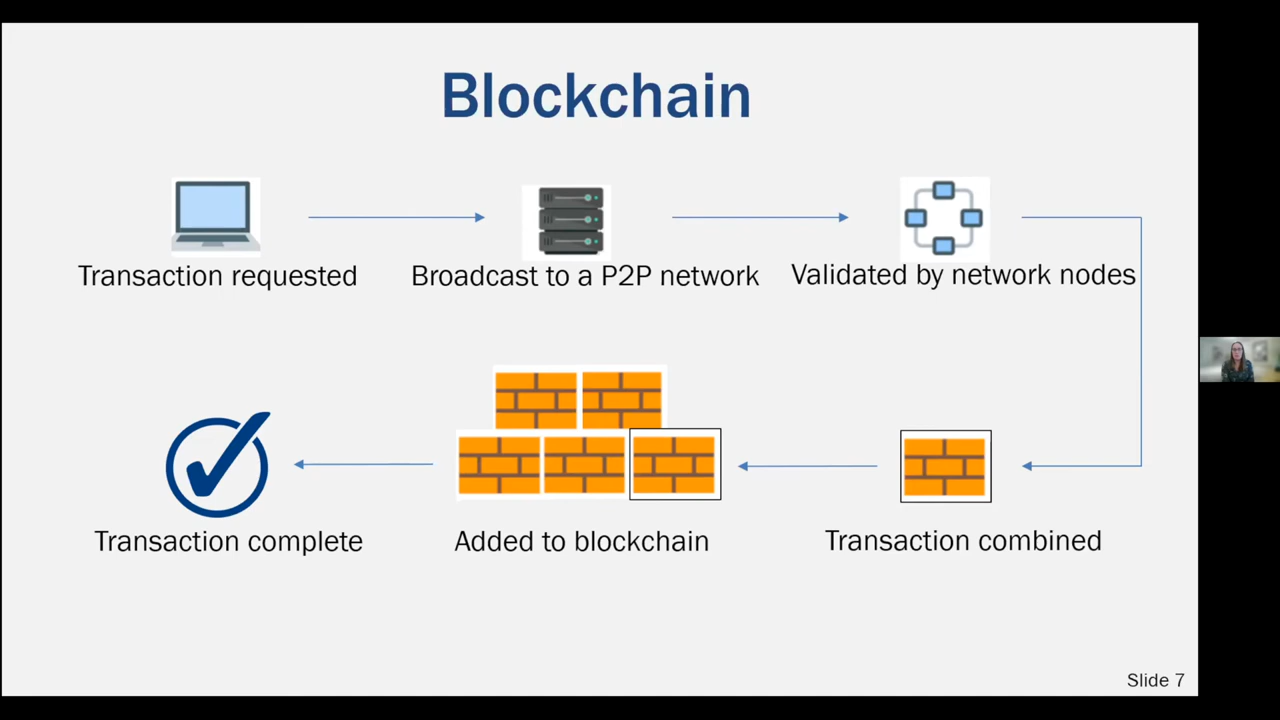 Blockchain
Transaction requested
Broadcast to a P2P network
Validated by network nodes
Transaction complete
Added to blockchain
Transaction combined
Slide 7